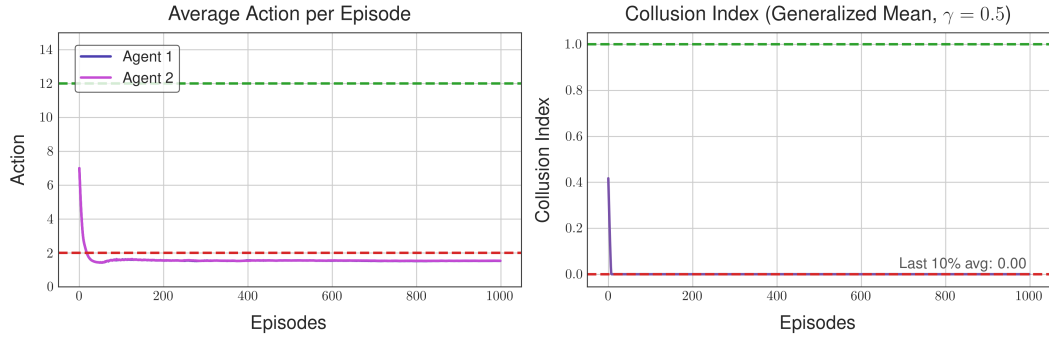 Average Action per Episode
Action
14
12
10
8
6
4
2
0
Agent 1
Agent 2
0 200 400 600 800 1000
Episodes
Collusion Index (Generalized Mean, γ = 0.5)
Collusion Index
1.0
0.8
0.6
0.4
0.2
0.0
Last 10% avg: 0.00
0 200 400 600 800 1000
Episodes